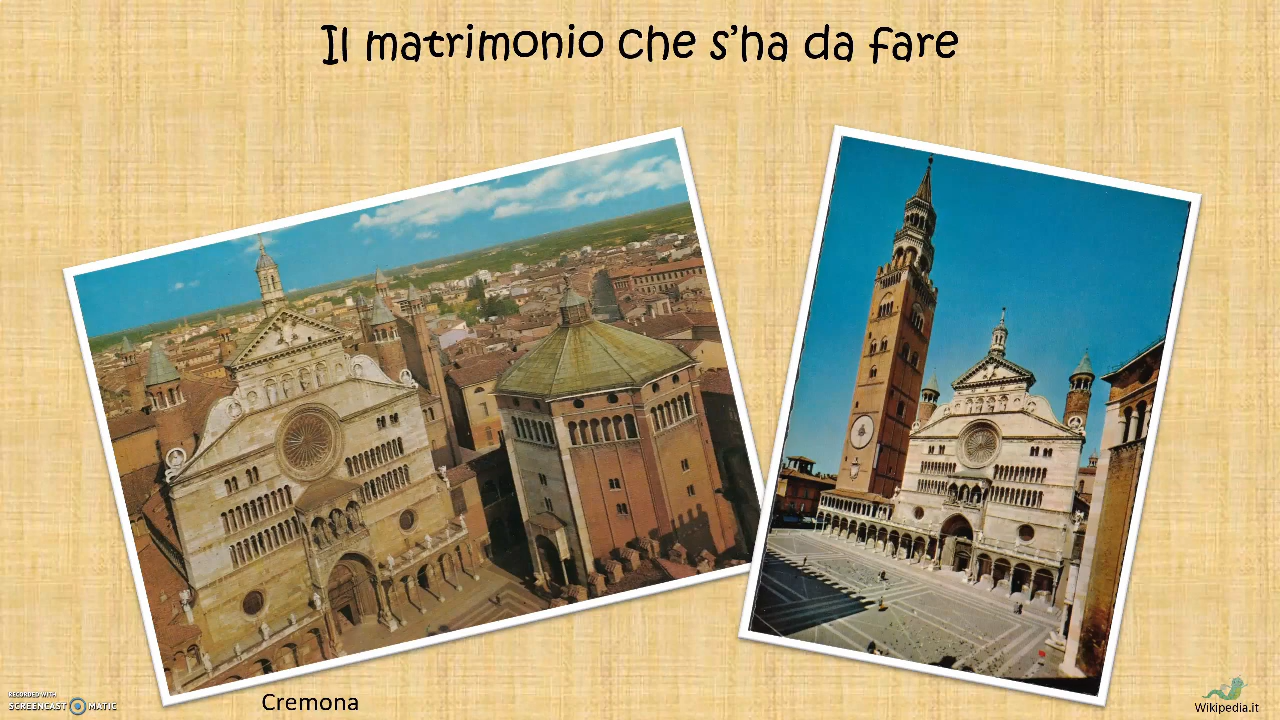 Il matrimonio che s’ha da fare
Cremona
RECORDED WITH
SCREENCAST MATIC
Wikipedia.it